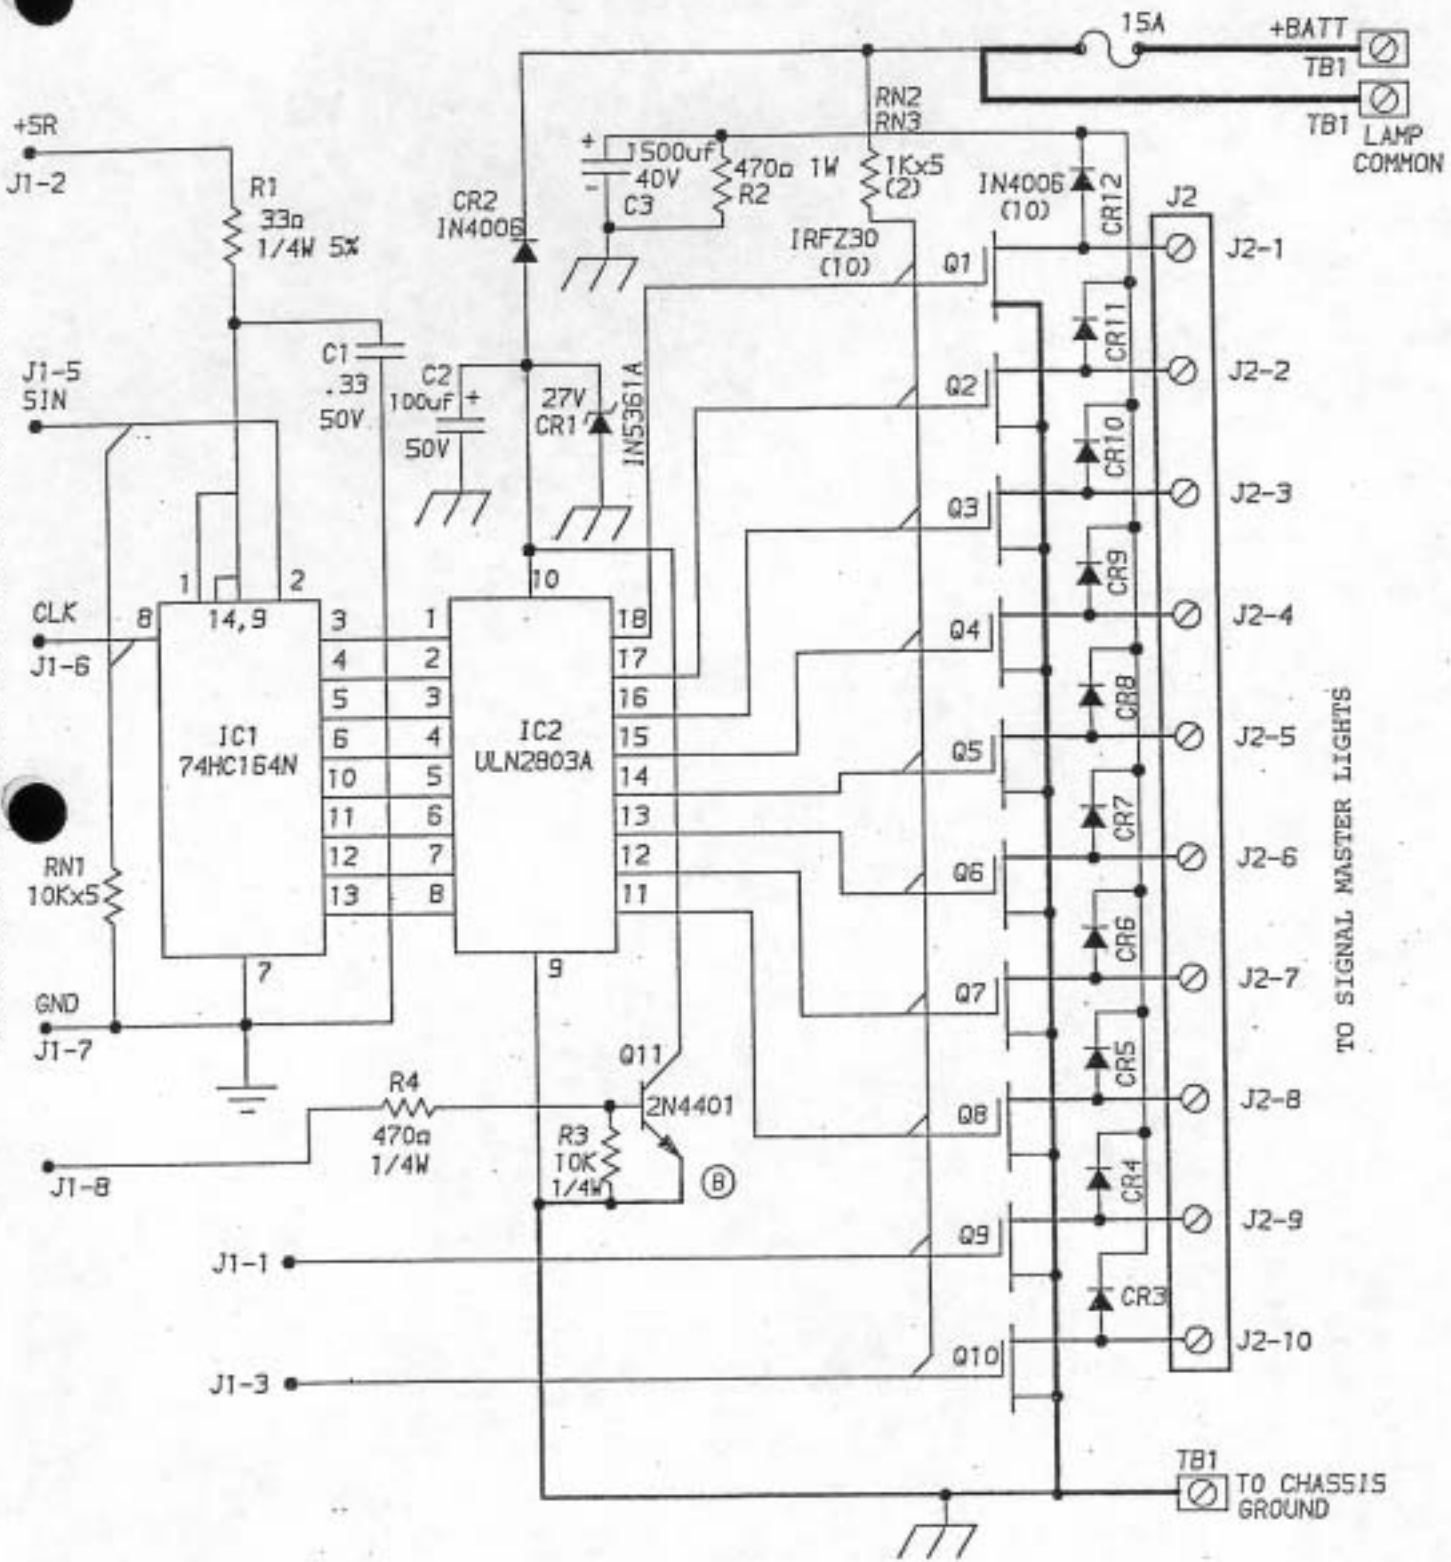 15A
+BATT
TB1
TB1
LAMP
COMMON
+SR
J1-2
R1
33Ω
1/4W 5%
CR2
IN4006
+
1500uf
40V
-
C3
470Ω 1W
R2
RN2
RN3
1Kx5
(2)
IRFZ30
(10)
IN4006
(10)
CR12
J2
Q1
J2-1
CR11
J1-5
SIN
C1
.33
50V
C2
100uf +
50V
27V
CR1
IN5361A
Q2
J2-2
CR10
Q3
J2-3
CR9
1
2
10
CLK
J1-6
8
14,9
3
4
5
6
10
11
12
13
IC1
74HC164N
7
1
2
3
4
5
6
7
8
IC2
ULN2803A
18
17
16
15
14
13
12
11
9
Q4
J2-4
CR8
Q5
J2-5
CR7
Q6
J2-6
CR6
Q7
J2-7
CR5
Q8
J2-8
CR4
Q9
J2-9
CR3
Q10
J2-10
TO SIGNAL MASTER LIGHTS
RN1
10Kx5
GND
J1-7
R4
470Ω
1/4W
J1-8
R3
10K
1/4W
Q11
2N4401
B
J1-1
J1-3
TB1
TO CHASSIS
GROUND